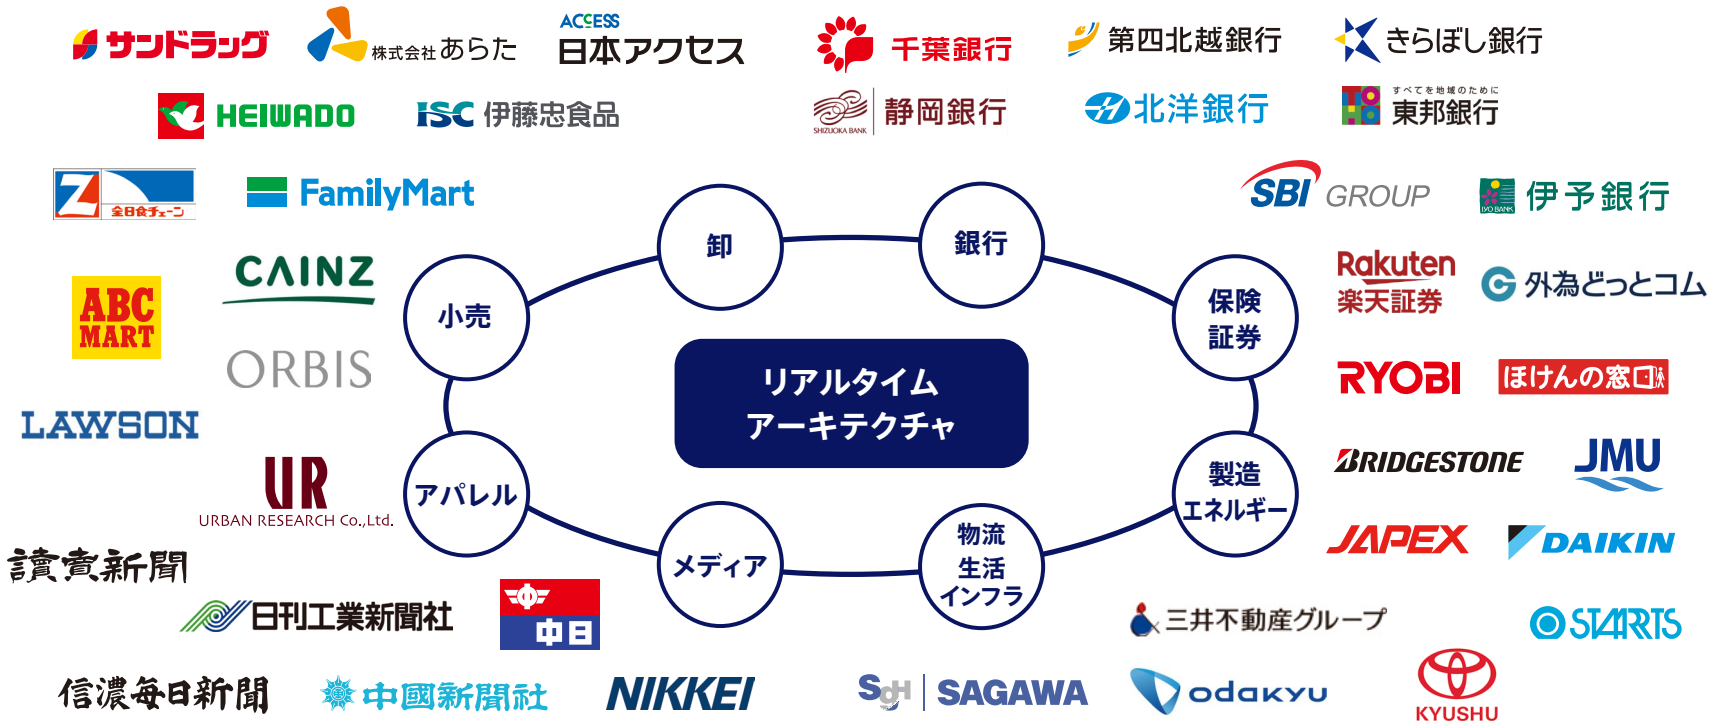 サンドラッグ
株式会社あらた
ACCESS
日本アクセス
千葉銀行
第四北越銀行
きらぼし銀行
HEIWADO
ISC 伊藤忠食品
SHIZUOKA BANK
静岡銀行
北洋銀行
TOHO
すべてを地域のために
東邦銀行
Z
全日食チェーン
FamilyMart
卸
銀行
SBI GROUP
IYO BANK
伊予銀行
CAINZ
小売
保険
証券
Rakuten
楽天証券
外為どっとコム
ABC
MART
ORBIS
リアルタイム
アーキテクチャ
RYOBI
ほけんの窓口
LAWSON
UR
URBAN RESEARCH Co.,Ltd.
アパレル
製造
エネルギー
BRIDGESTONE
JMU
讀賣新聞
メディア
物流
生活
インフラ
JAPEX
DAIKIN
日刊工業新聞社
中日
三井不動産グループ
STARTS
信濃毎日新聞
中國新聞社
NIKKEI
SGH
SAGAWA
odakyu
KYUSHU